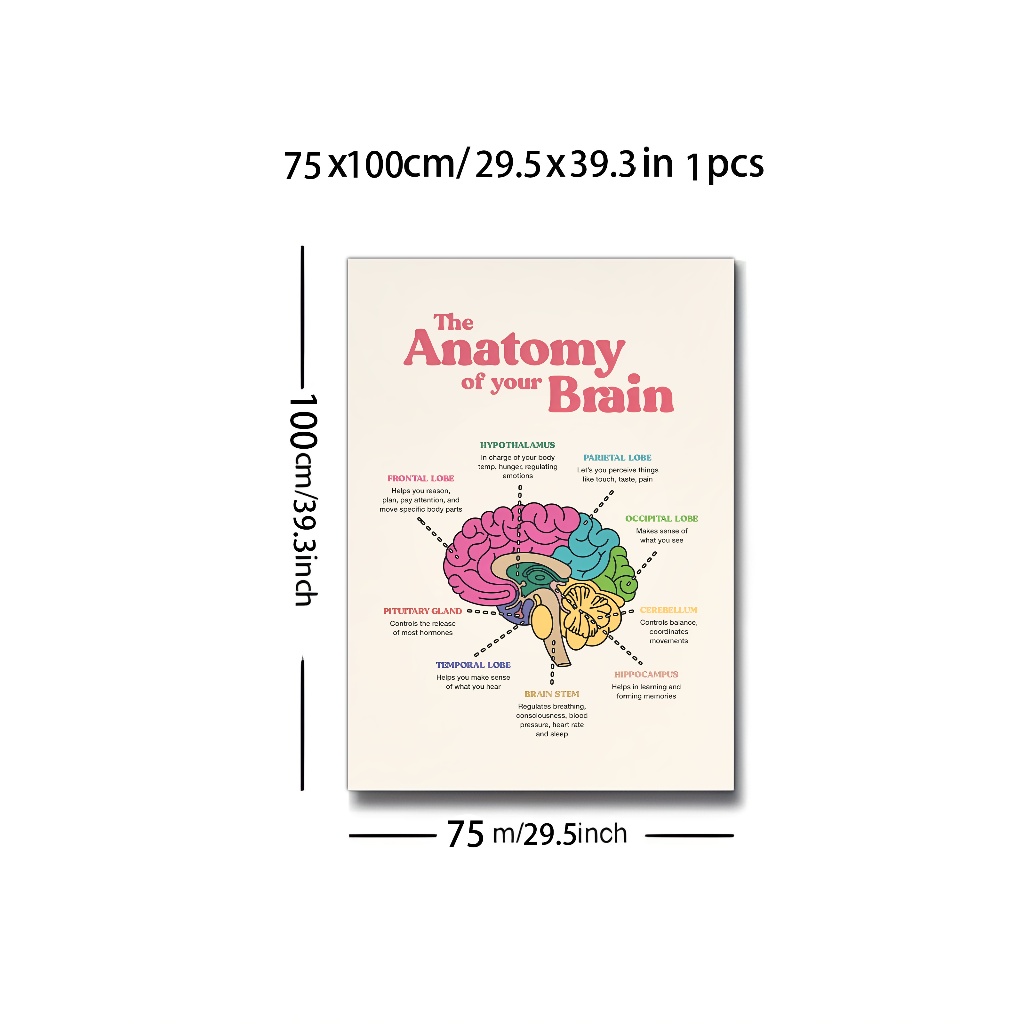 75x100cm/ 29.5x39.3in 1pcs
100cm/39.3inch
The
Anatomy
of your Brain
HYPOTHALAMUS
In charge of your body
temp, hunger, regulating
emotions
PARIETAL LOBE
Let's you perceive things
like touch, taste, pain
FRONTAL LOBE
Helps you reason,
plan, pay attention, and
move specific body parts
OCCIPITAL LOBE
Makes sense of
what you see
PITUITARY GLAND
Controls the release
of most hormones
CEREBELLUM
Controls balance,
coordinates
movements
TEMPORAL LOBE
Helps you make sense
of what you hear
HIPPOCAMPUS
Helps in learning and
forming memories
BRAIN STEM
Regulates breathing,
consciousness, blood
pressure, heart rate
and sleep
75 m/29.5inch